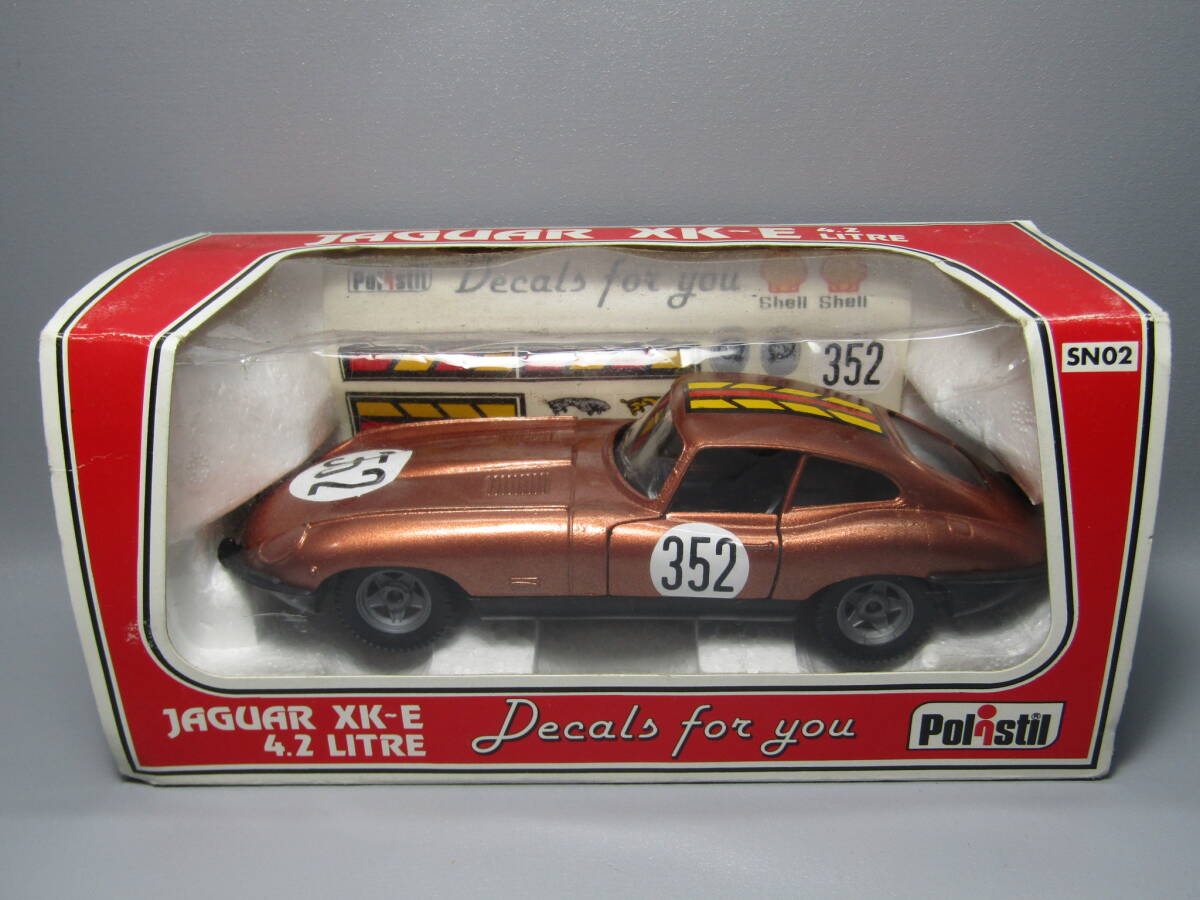 JAGUAR XK-E 4.2
LITRE
Polistil Decals for you
Shell Shell
352
SN02
352
352
JAGUAR XK-E
4.2 LITRE
Decals for you
Polistil®